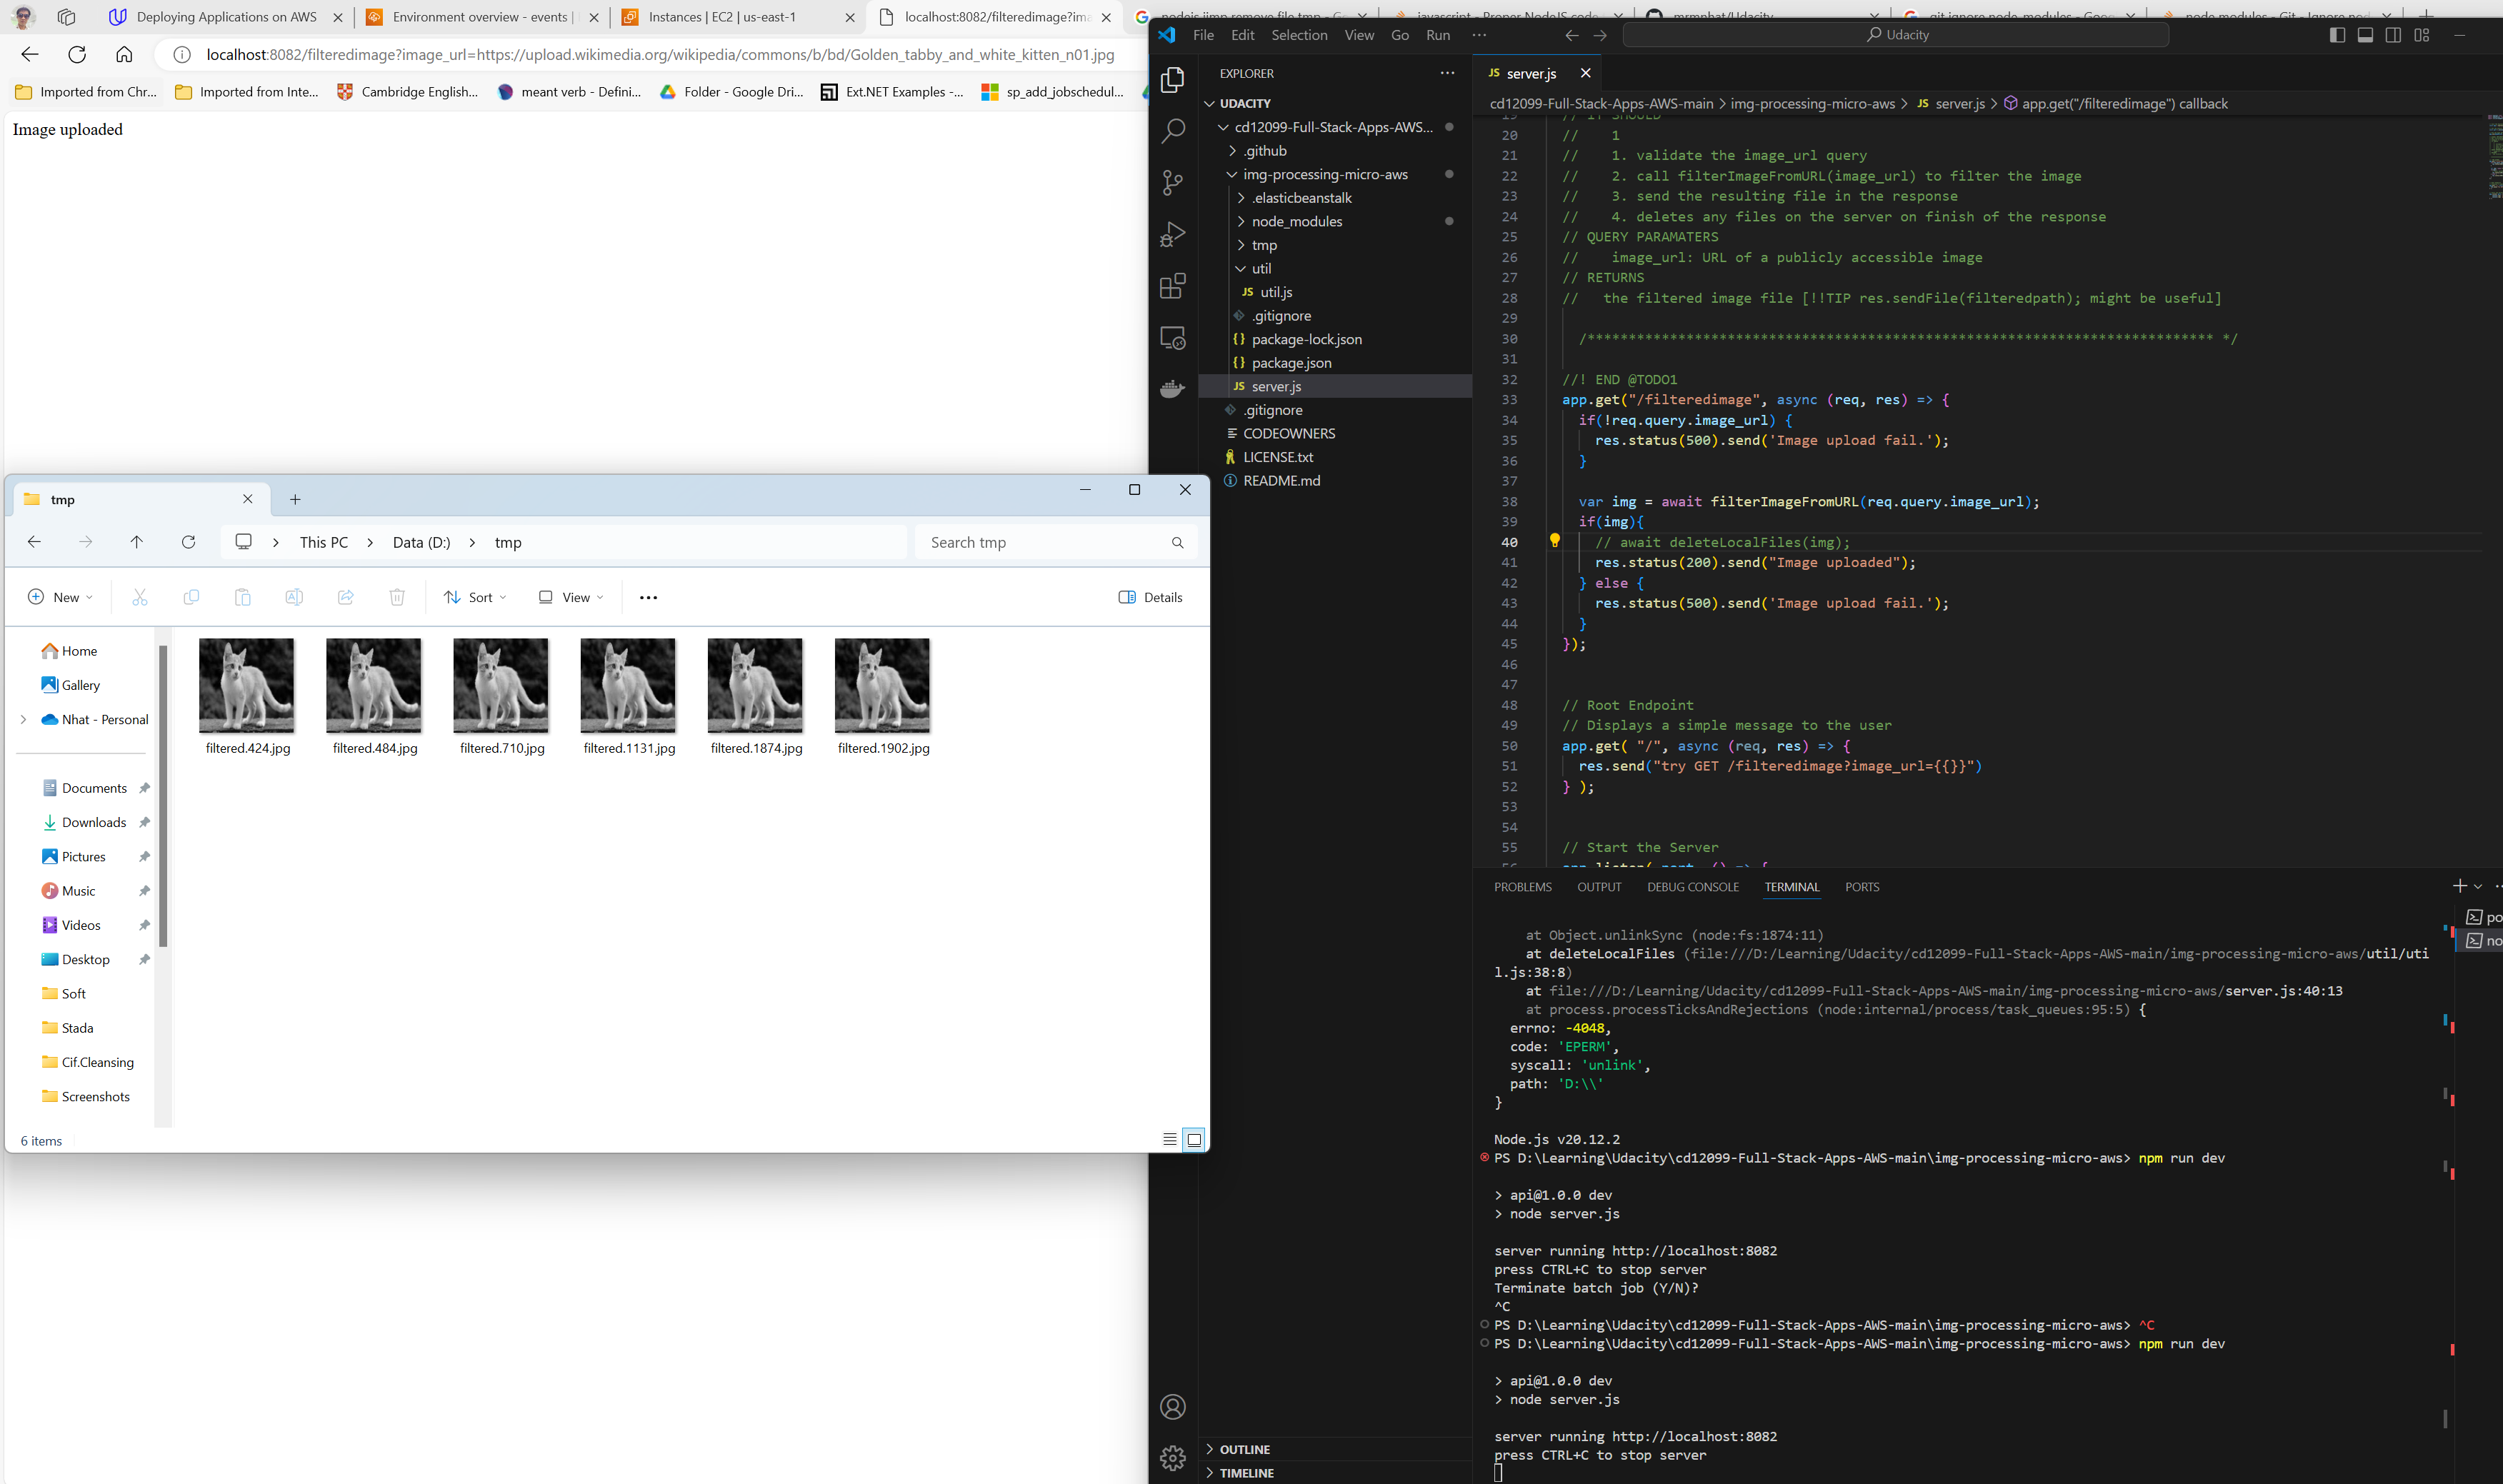 Deploying Applications on AWS
Environment overview - events |
Instances | EC2 | us-east-1
localhost:8082/filteredimage?ima
localhost:8082/filteredimage?image_url=https://upload.wikimedia.org/wikipedia/commons/b/bd/Golden_tabby_and_white_kitten_n01.jpg
Imported from Chr...
Imported from Inte...
Cambridge English...
meant verb - Defini...
Folder - Google Dri...
Ext.NET Examples -...
sp_add_jobschedul...
Image uploaded
tmp
This PC > Data (D:) > tmp
Search tmp
New
Sort
View
Details
Home
Gallery
Nhat - Personal
Documents
Downloads
Pictures
Music
Videos
Desktop
Soft
Stada
Cif.Cleansing
Screenshots
filtered.424.jpg
filtered.484.jpg
filtered.710.jpg
filtered.1131.jpg
filtered.1874.jpg
filtered.1902.jpg
6 items
File Edit Selection View Go Run ...
Udacity
EXPLORER
UDACITY
cd12099-Full-Stack-Apps-AWS...
.github
img-processing-micro-aws
.elasticbeanstalk
node_modules
tmp
util
JS util.js
.gitignore
{} package-lock.json
{} package.json
JS server.js
.gitignore
CODEOWNERS
LICENSE.txt
README.md
OUTLINE
TIMELINE
JS server.js
cd12099-Full-Stack-Apps-AWS-main > img-processing-micro-aws > JS server.js > app.get("/filteredimage") callback
19 // IT SHOULD
20 //    1
21 //    1. validate the image_url query
22 //    2. call filterImageFromURL(image_url) to filter the image
23 //    3. send the resulting file in the response
24 //    4. deletes any files on the server on finish of the response
25 // QUERY PARAMATERS
26 //    image_url: URL of a publicly accessible image
27 // RETURNS
28 //   the filtered image file [!!TIP res.sendFile(filteredpath); might be useful]
29
30 /**************************************************************************** */
31
32 //! END @TODO1
33 app.get("/filteredimage", async (req, res) => {
34 if(!req.query.image_url) {
35 res.status(500).send('Image upload fail.');
36 }
37
38 var img = await filterImageFromURL(req.query.image_url);
39 if(img){
40 // await deleteLocalFiles(img);
41 res.status(200).send("Image uploaded");
42 } else {
43 res.status(500).send('Image upload fail.');
44 }
45 });
46
47
48 // Root Endpoint
49 // Displays a simple message to the user
50 app.get( "/", async (req, res) => {
51 res.send("try GET /filteredimage?image_url={{}}")
52 } );
53
54
55 // Start the Server
PROBLEMS OUTPUT DEBUG CONSOLE TERMINAL PORTS
at Object.unlinkSync (node:fs:1874:11)
at deleteLocalFiles (file:///D:/Learning/Udacity/cd12099-Full-Stack-Apps-AWS-main/img-processing-micro-aws/util/uti
l.js:38:8)
at file:///D:/Learning/Udacity/cd12099-Full-Stack-Apps-AWS-main/img-processing-micro-aws/server.js:40:13
at process.processTicksAndRejections (node:internal/process/task_queues:95:5) {
errno: -4048,
code: 'EPERM',
syscall: 'unlink',
path: 'D:\\'
}
Node.js v20.12.2
PS D:\Learning\Udacity\cd12099-Full-Stack-Apps-AWS-main\img-processing-micro-aws> npm run dev
> api@1.0.0 dev
> node server.js
server running http://localhost:8082
press CTRL+C to stop server
Terminate batch job (Y/N)?
^C
PS D:\Learning\Udacity\cd12099-Full-Stack-Apps-AWS-main\img-processing-micro-aws> ^C
PS D:\Learning\Udacity\cd12099-Full-Stack-Apps-AWS-main\img-processing-micro-aws> npm run dev
> api@1.0.0 dev
> node server.js
server running http://localhost:8082
press CTRL+C to stop server